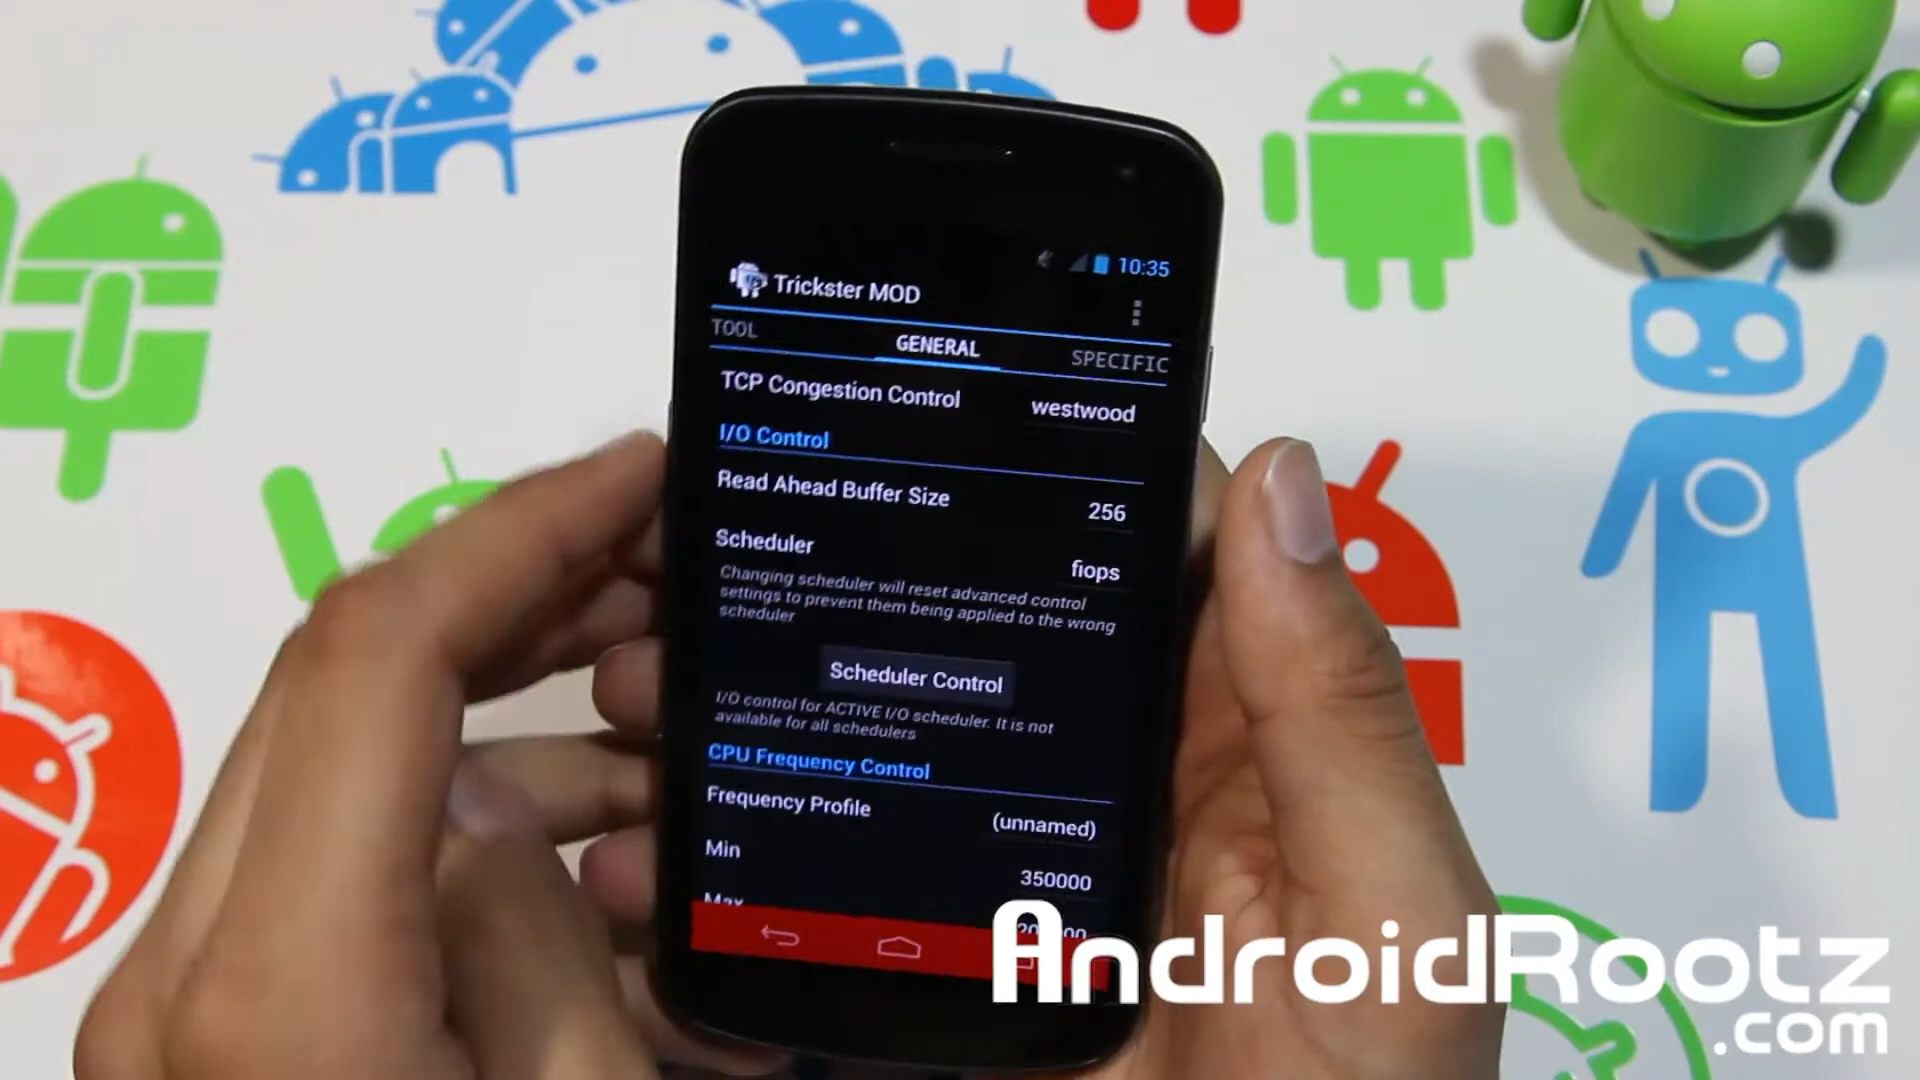 10:35
Trickster MOD
TOOL GENERAL SPECIFIC
TCP Congestion Control westwood
I/O Control
Read Ahead Buffer Size 256
Scheduler fiops
Changing scheduler will reset advanced control
settings to prevent them being applied to the wrong
scheduler
Scheduler Control
I/O control for ACTIVE I/O scheduler. It is not
available for all schedulers
CPU Frequency Control
Frequency Profile (unnamed)
Min 350000
Max
AndroidRootz
.com